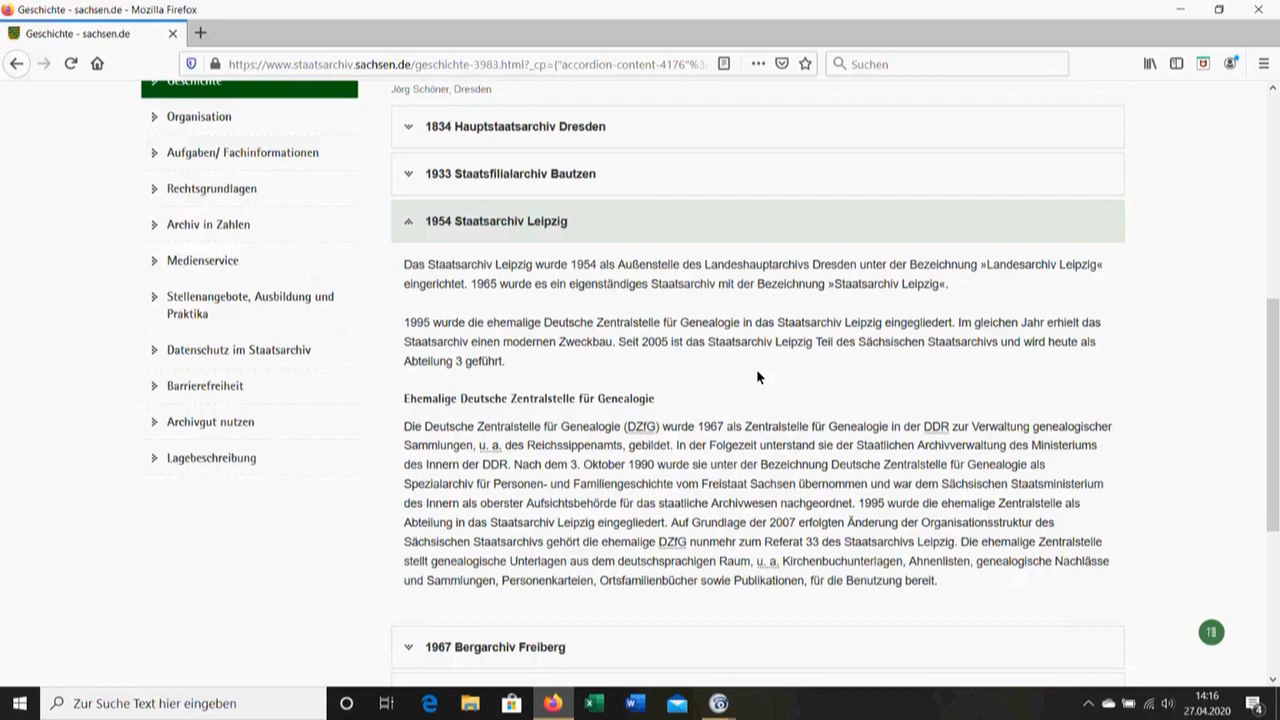 Geschichte - sachsen.de - Mozilla Firefox
Geschichte - sachsen.de
https://www.staatsarchiv.sachsen.de/geschichte-3983.html?_cp={"accordion-content-4176"%3
Suchen
Geschichte
Organisation
Aufgaben/ Fachinformationen
Rechtsgrundlagen
Archiv in Zahlen
Medienservice
Stellenangebote, Ausbildung und
Praktika
Datenschutz im Staatsarchiv
Barrierefreiheit
Archivgut nutzen
Lagebeschreibung
Jörg Schöner, Dresden
1834 Hauptstaatsarchiv Dresden
1933 Staatsfilialarchiv Bautzen
1954 Staatsarchiv Leipzig
Das Staatsarchiv Leipzig wurde 1954 als Außenstelle des Landeshauptarchivs Dresden unter der Bezeichnung »Landesarchiv Leipzig«
eingerichtet. 1965 wurde es ein eigenständiges Staatsarchiv mit der Bezeichnung »Staatsarchiv Leipzig«.
1995 wurde die ehemalige Deutsche Zentralstelle für Genealogie in das Staatsarchiv Leipzig eingegliedert. Im gleichen Jahr erhielt das
Staatsarchiv einen modernen Zweckbau. Seit 2005 ist das Staatsarchiv Leipzig Teil des Sächsischen Staatsarchivs und wird heute als
Abteilung 3 geführt.
Ehemalige Deutsche Zentralstelle für Genealogie
Die Deutsche Zentralstelle für Genealogie (DZfG) wurde 1967 als Zentralstelle für Genealogie in der DDR zur Verwaltung genealogischer
Sammlungen, u. a. des Reichssippenamts, gebildet. In der Folgezeit unterstand sie der Staatlichen Archivverwaltung des Ministeriums
des Innern der DDR. Nach dem 3. Oktober 1990 wurde sie unter der Bezeichnung Deutsche Zentralstelle für Genealogie als
Spezialarchiv für Personen- und Familiengeschichte vom Freistaat Sachsen übernommen und war dem Sächsischen Staatsministerium
des Innern als oberster Aufsichtsbehörde für das staatliche Archivwesen nachgeordnet. 1995 wurde die ehemalige Zentralstelle als
Abteilung in das Staatsarchiv Leipzig eingegliedert. Auf Grundlage der 2007 erfolgten Änderung der Organisationsstruktur des
Sächsischen Staatsarchivs gehört die ehemalige DZfG nunmehr zum Referat 33 des Staatsarchivs Leipzig. Die ehemalige Zentralstelle
stellt genealogische Unterlagen aus dem deutschsprachigen Raum, u. a. Kirchenbuchunterlagen, Ahnenlisten, genealogische Nachlässe
und Sammlungen, Personenkarteien, Ortsfamilienbücher sowie Publikationen, für die Benutzung bereit.
1967 Bergarchiv Freiberg
Zur Suche Text hier eingeben
14:16
27.04.2020
4